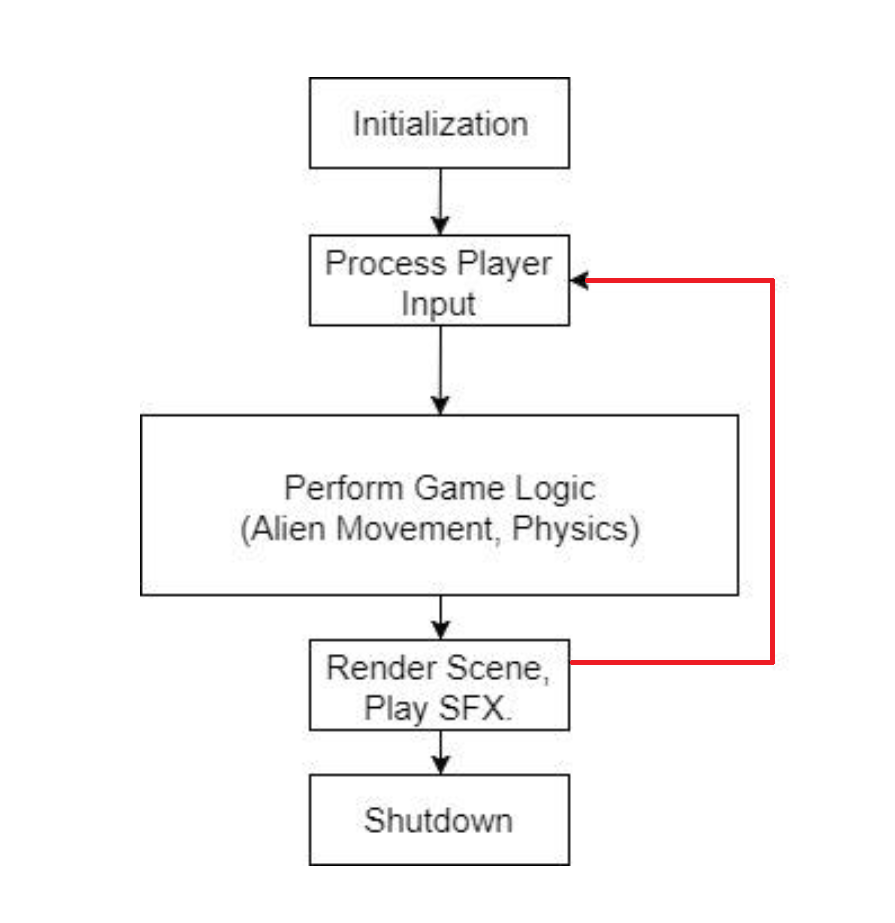 Initialization
Process Player
Input
Perform Game Logic
(Alien Movement, Physics)
Render Scene,
Play SFX.
Shutdown